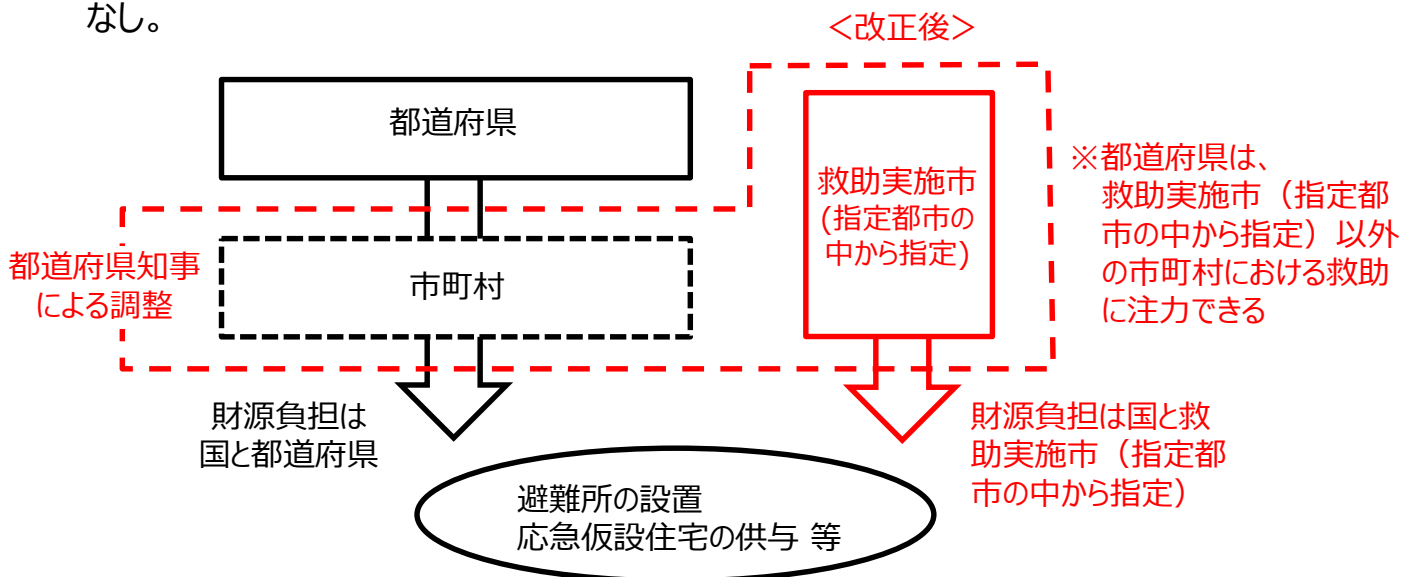 なし。
<改正後>
都道府県
救助実施市
(指定都市の
中から指定)
※都道府県は、
救助実施市（指定都
市の中から指定）以外
の市町村における救助
に注力できる
都道府県知事
による調整
市町村
財源負担は
国と都道府県
財源負担は国と救
助実施市（指定都
市の中から指定）
避難所の設置
応急仮設住宅の供与 等